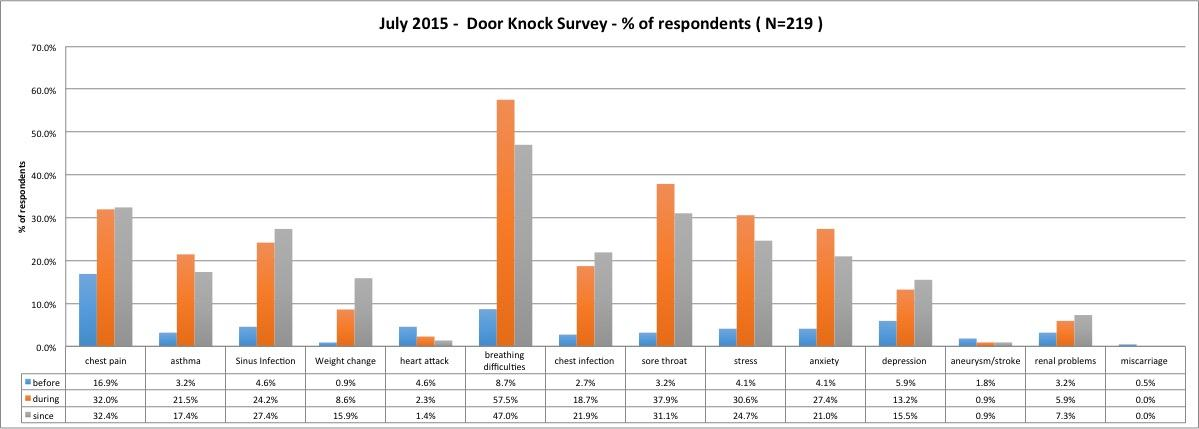 July 2015 - Door Knock Survey - % of respondents ( N=219 )
70.0%
60.0%
50.0%
40.0%
30.0%
20.0%
10.0%
0.0%
% of respondents
chest pain asthma Sinus Infection Weight change heart attack breathing difficulties chest infection sore throat stress anxiety depression aneurysm/stroke renal problems miscarriage
before 16.9% 3.2% 4.6% 0.9% 4.6% 8.7% 2.7% 3.2% 4.1% 4.1% 5.9% 1.8% 3.2% 0.5%
during 32.0% 21.5% 24.2% 8.6% 2.3% 57.5% 18.7% 37.9% 30.6% 27.4% 13.2% 0.9% 5.9% 0.0%
since 32.4% 17.4% 27.4% 15.9% 1.4% 47.0% 21.9% 31.1% 24.7% 21.0% 15.5% 0.9% 7.3% 0.0%